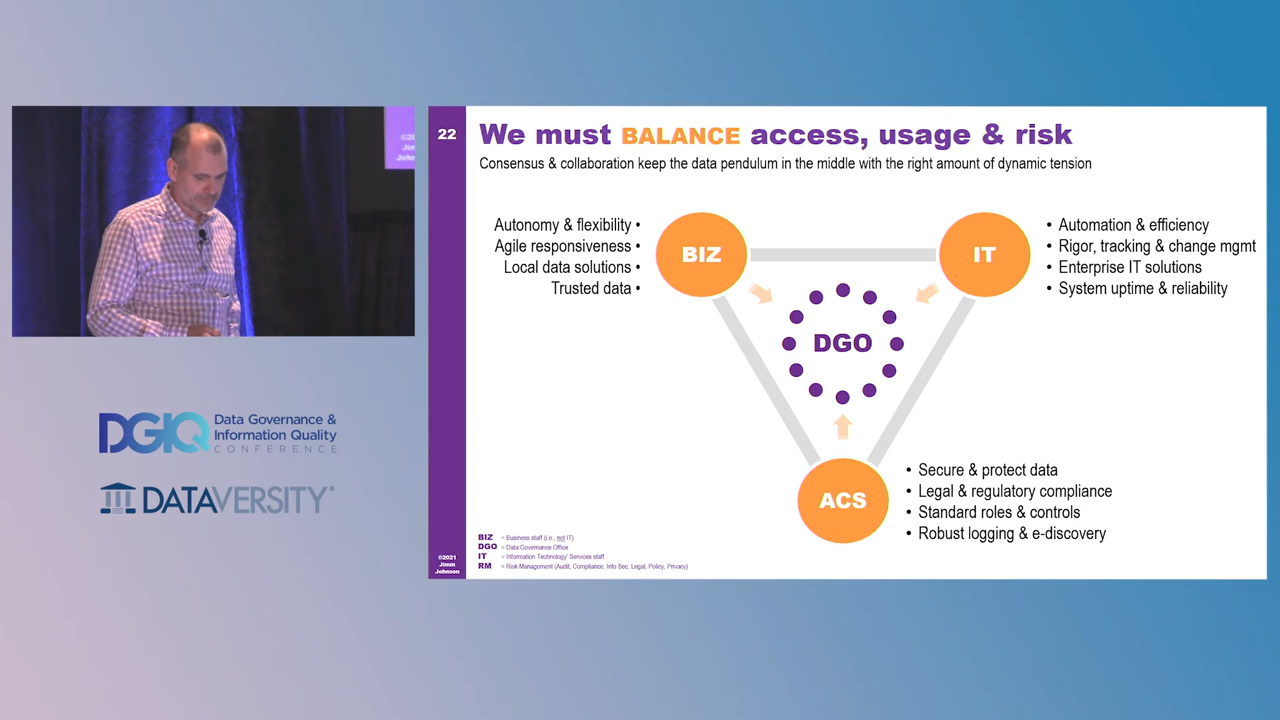 22
We must BALANCE access, usage & risk
Consensus & collaboration keep the data pendulum in the middle with the right amount of dynamic tension
Autonomy & flexibility •
Agile responsiveness •
Local data solutions •
Trusted data •
BIZ
IT
• Automation & efficiency
• Rigor, tracking & change mgmt
• Enterprise IT solutions
• System uptime & reliability
DGO
ACS
• Secure & protect data
• Legal & regulatory compliance
• Standard roles & controls
• Robust logging & e-discovery
BIZ = Business staff (i.e., not IT)
DGO = Data Governance Office
IT = Information Technology' Services staff
RM = Risk Management (Audit, Compliance, Info Sec, Legal, Policy, Privacy)
©2021
Jimm
Johnson
©20
Jim
John
DGIQ
Data Governance &
Information Quality
CONFERENCE
DATAVERSITY®